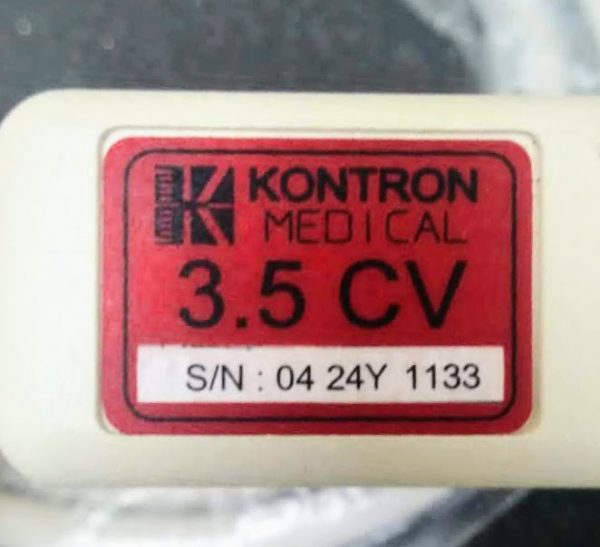 KONTRON
MEDICAL
3.5 CV
S/N : 04 24Y 1133